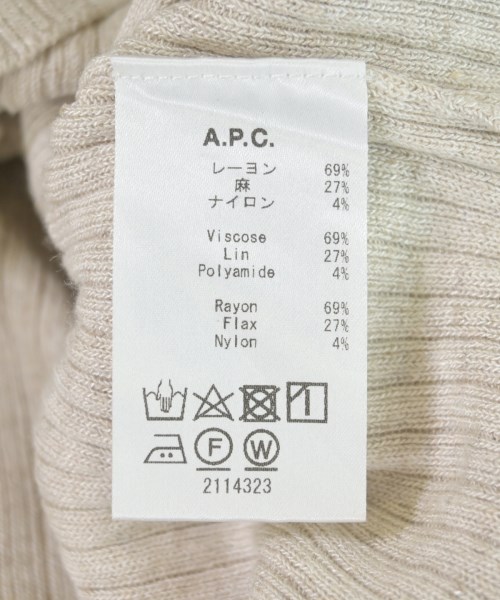 A.P.C.
レーヨン 69%
麻 27%
ナイロン 4%
Viscose 69%
Lin 27%
Polyamide 4%
Rayon 69%
Flax 27%
Nylon 4%
F W
2114323